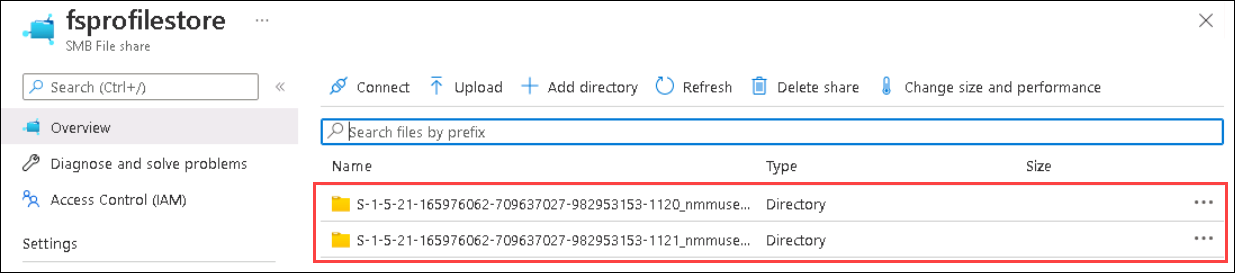 fsprofilestore ...
SMB File share
Search (Ctrl+/) «
Connect Upload Add directory Refresh Delete share Change size and performance
Overview
Search files by prefix
Diagnose and solve problems
Name Type Size
Access Control (IAM)
S-1-5-21-165976062-709637027-982953153-1120_nmmuse... Directory ...
Settings
S-1-5-21-165976062-709637027-982953153-1121_nmmuse... Directory ...